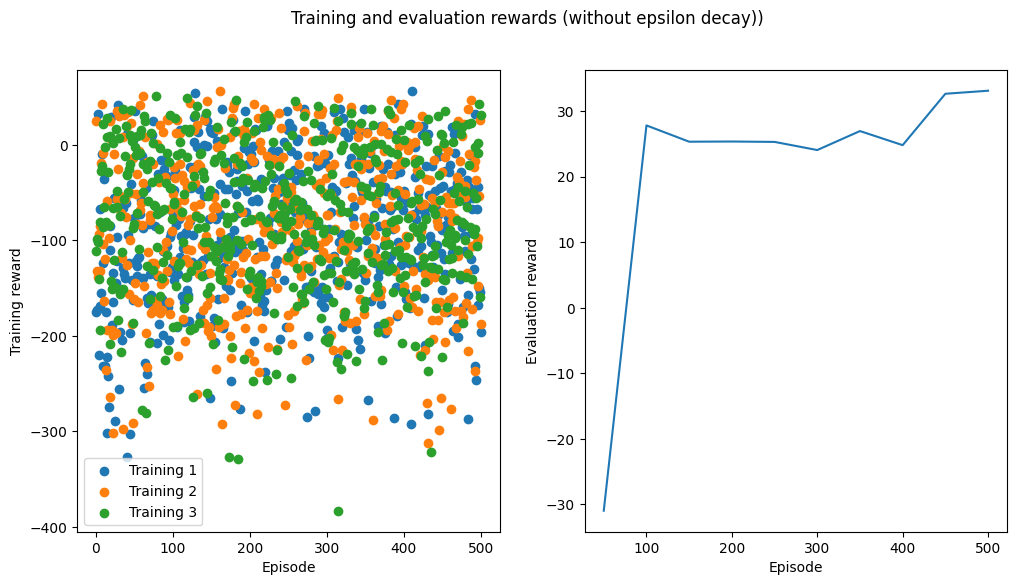 Training and evaluation rewards (without epsilon decay))
Training reward
0
−100
−200
−300
−400
Training 1
Training 2
Training 3
0 100 200 300 400 500
Episode
Evaluation reward
30
20
10
0
−10
−20
−30
100 200 300 400 500
Episode